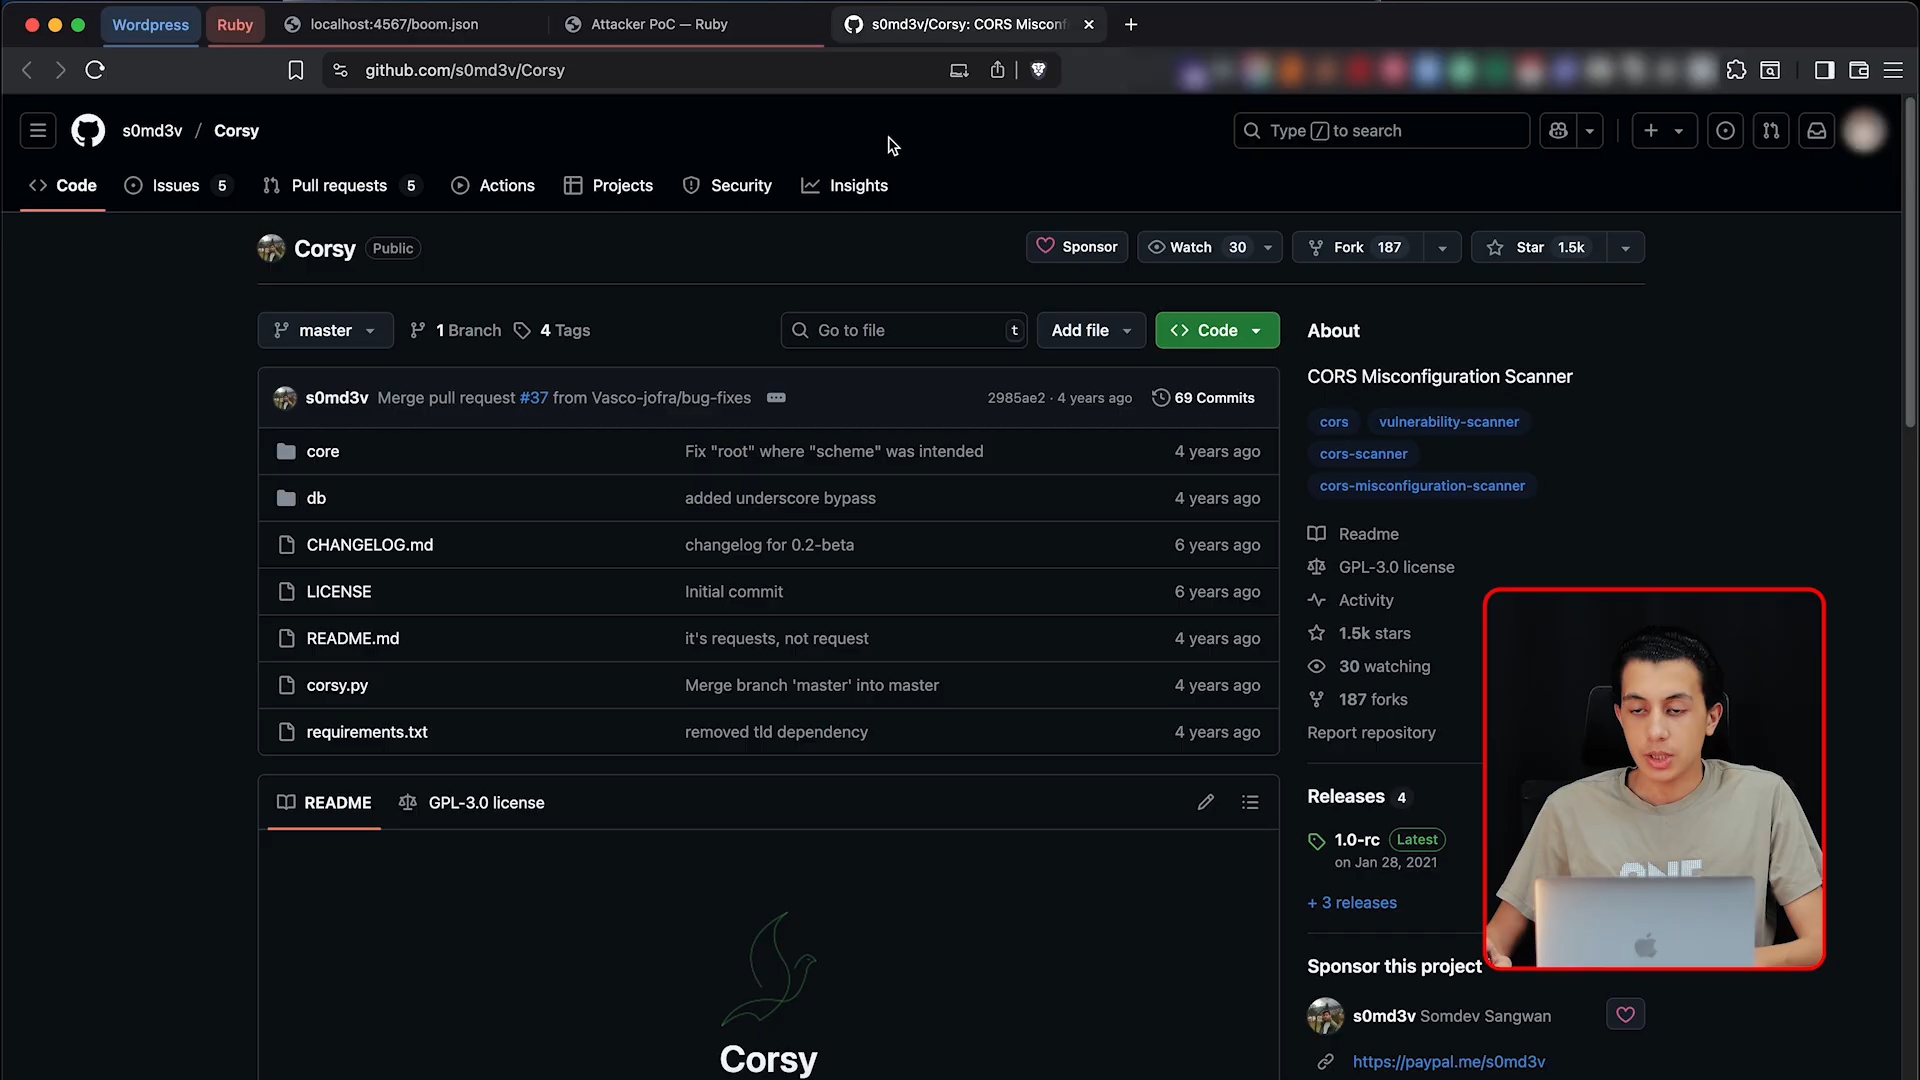 Wordpress
Ruby
localhost:4567/boom.json
Attacker PoC — Ruby
s0md3v/Corsy: CORS Misconf
github.com/s0md3v/Corsy
s0md3v / Corsy
Type / to search
Code
Issues 5
Pull requests 5
Actions
Projects
Security
Insights
Corsy Public
Sponsor
Watch 30
Fork 187
Star 1.5k
master
1 Branch
4 Tags
Go to file t
Add file
Code
s0md3v Merge pull request #37 from Vasco-jofra/bug-fixes
2985ae2 · 4 years ago
69 Commits
core Fix "root" where "scheme" was intended 4 years ago
db added underscore bypass 4 years ago
CHANGELOG.md changelog for 0.2-beta 6 years ago
LICENSE Initial commit 6 years ago
README.md it's requests, not request 4 years ago
corsy.py Merge branch 'master' into master 4 years ago
requirements.txt removed tld dependency 4 years ago
README
GPL-3.0 license
Corsy
About
CORS Misconfiguration Scanner
cors vulnerability-scanner
cors-scanner
cors-misconfiguration-scanner
Readme
GPL-3.0 license
Activity
1.5k stars
30 watching
187 forks
Report repository
Releases 4
1.0-rc Latest
on Jan 28, 2021
+ 3 releases
Sponsor this project
s0md3v Somdev Sangwan
https://paypal.me/s0md3v